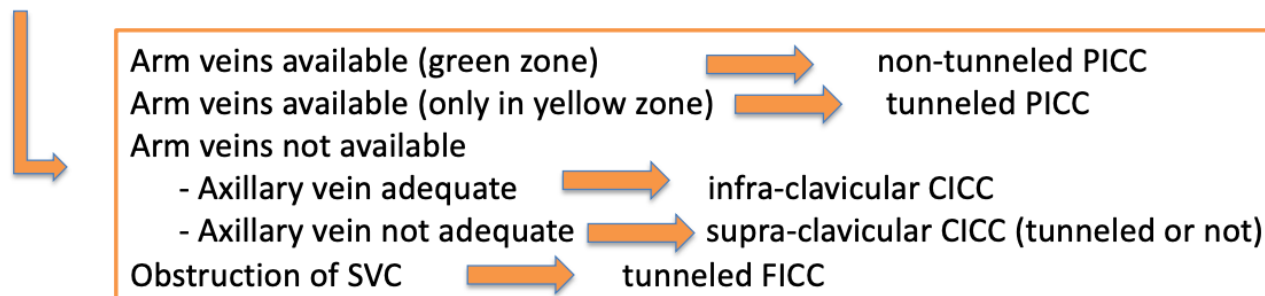 Arm veins available (green zone) non-tunneled PICC
Arm veins available (only in yellow zone) tunneled PICC
Arm veins not available
- Axillary vein adequate infra-clavicular CICC
- Axillary vein not adequate supra-clavicular CICC (tunneled or not)
Obstruction of SVC tunneled FICC